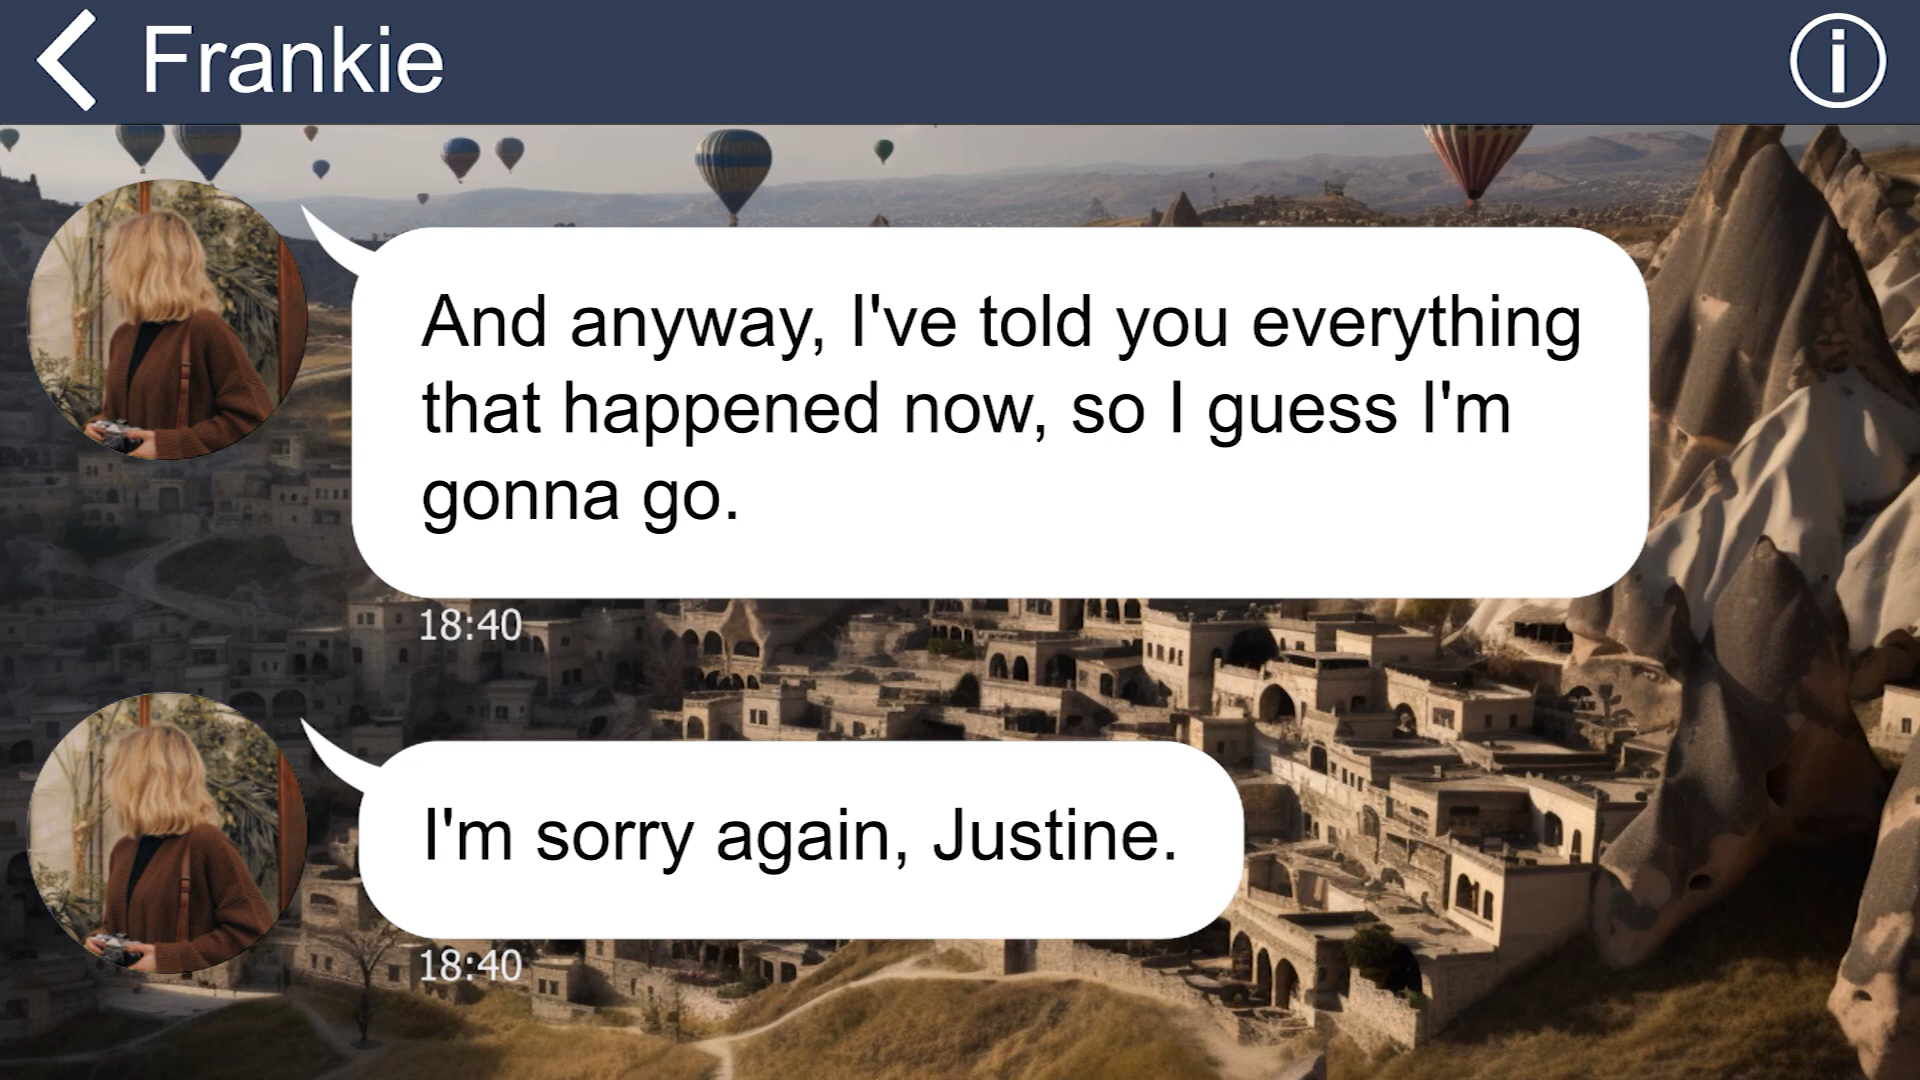 Frankie
And anyway, I've told you everything
that happened now, so I guess I'm
gonna go.
18:40
I'm sorry again, Justine.
18:40